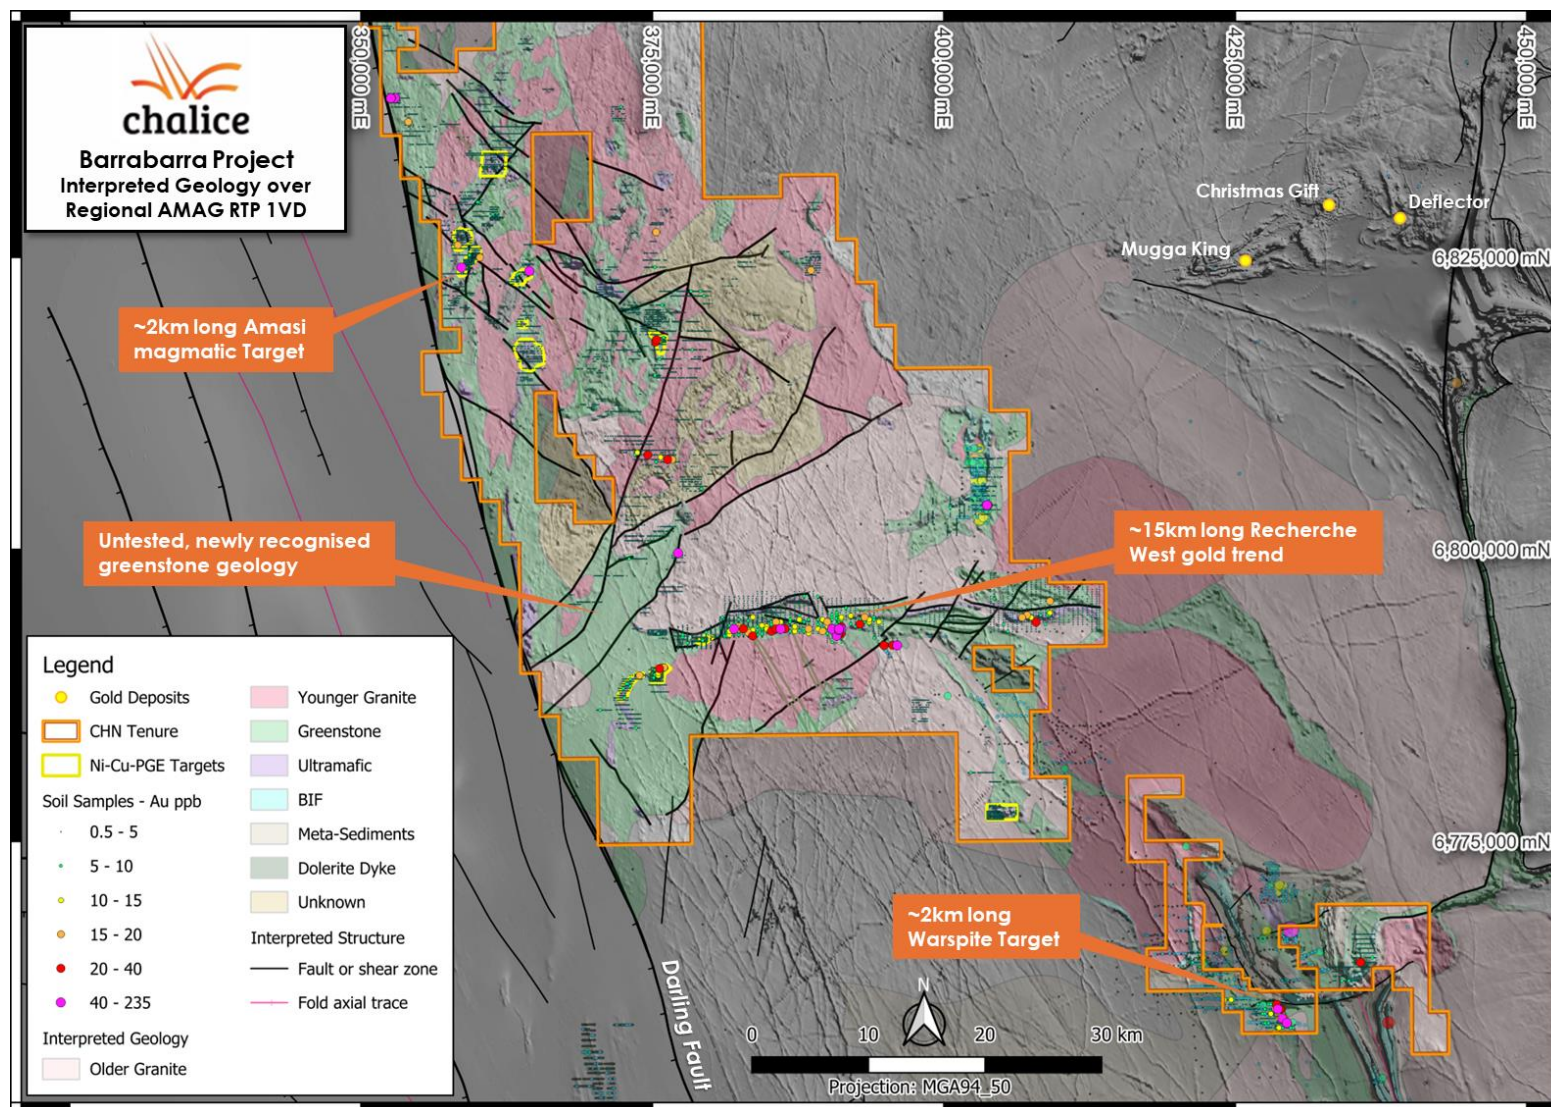 chalice
Barrabarra Project
Interpreted Geology over
Regional AMAG RTP 1VD
350,000 mE
375,000 mE
400,000 mE
425,000 mE
450,000 mE
Christmas Gift
Deflector
Mugga King
6,825,000 mN
~2km long Amasi
magmatic Target
Untested, newly recognised
greenstone geology
~15km long Recherche
West gold trend
6,800,000 mN
6,775,000 mN
~2km long
Warspite Target
Darling Fault
Legend
Gold Deposits
CHN Tenure
Ni-Cu-PGE Targets
Soil Samples - Au ppb
0.5 - 5
5 - 10
10 - 15
15 - 20
20 - 40
40 - 235
Interpreted Geology
Older Granite
Younger Granite
Greenstone
Ultramafic
BIF
Meta-Sediments
Dolerite Dyke
Unknown
Interpreted Structure
Fault or shear zone
Fold axial trace
N
0 10 20 30 km
Projection: MGA94_50